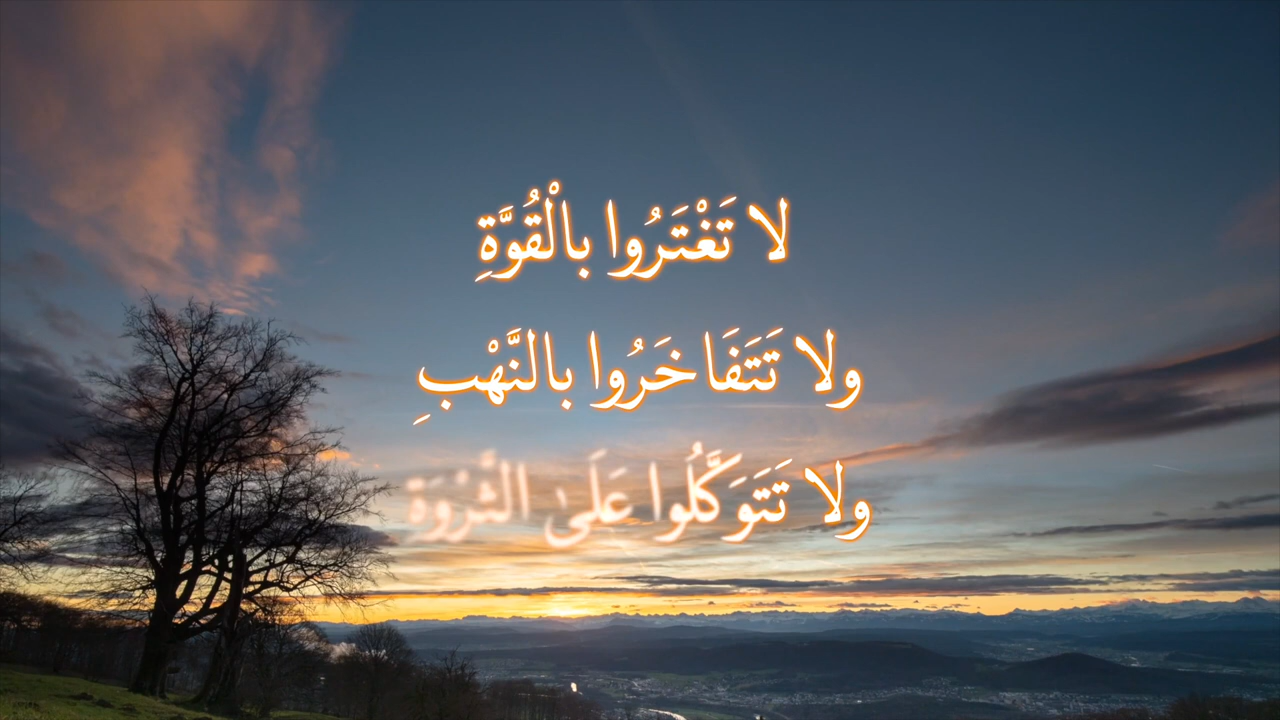 لا تَغْتَرُوا بالْقُوَّةِ
ولا تَتَفَاخَرُوا بالنَّهْبِ
ولا تَتَوَكَّلُوا عَلَىٰ الثَّرْوَة